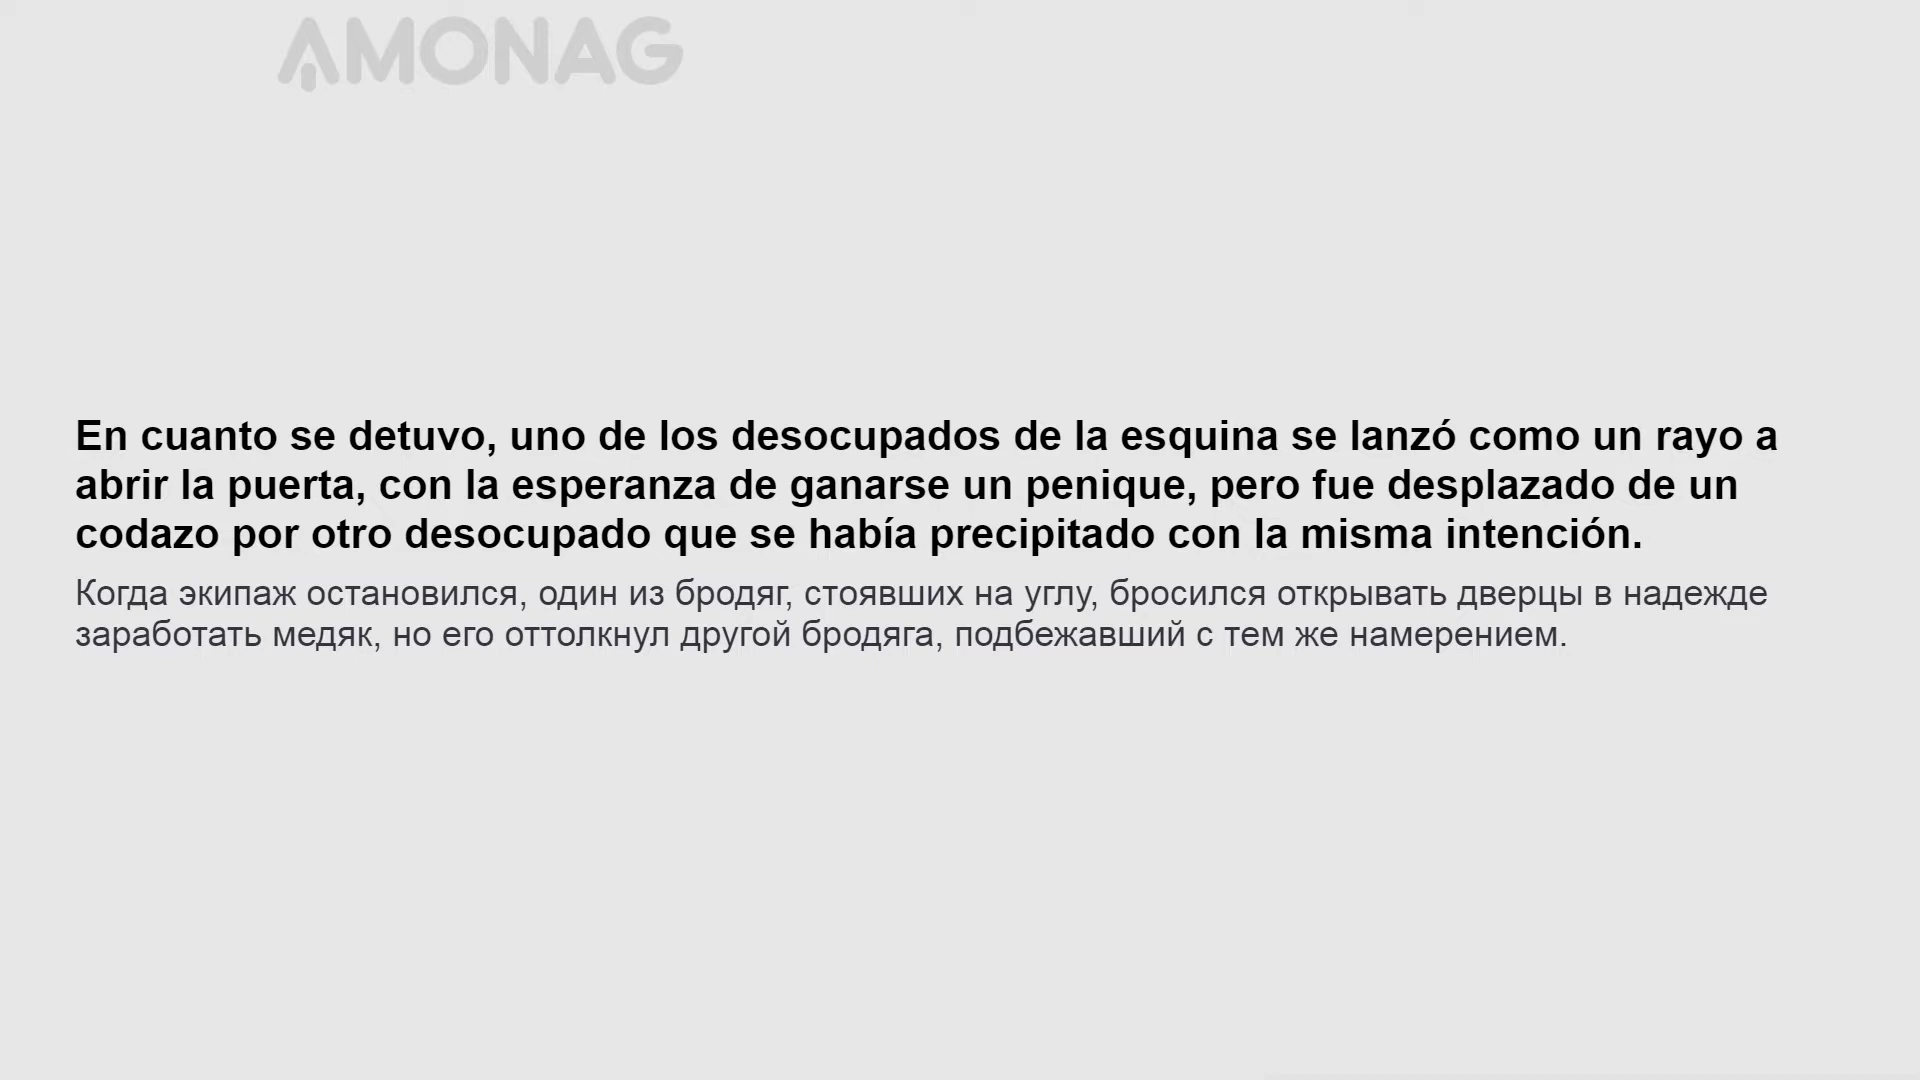 AMONAG
En cuanto se detuvo, uno de los desocupados de la esquina se lanzó como un rayo a
abrir la puerta, con la esperanza de ganarse un penique, pero fue desplazado de un
codazo por otro desocupado que se había precipitado con la misma intención.
Когда экипаж остановился, один из бродяг, стоявших на углу, бросился открывать дверцы в надежде
заработать медяк, но его оттолкнул другой бродяга, подбежавший с тем же намерением.